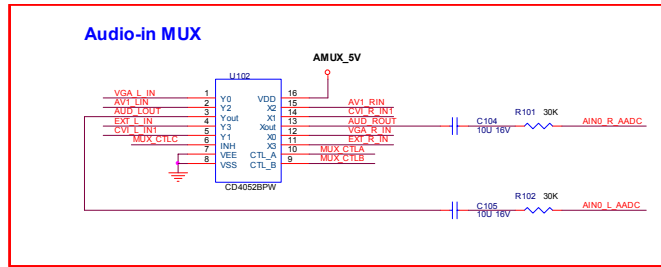 Audio-in MUX
AMUX_5V
U102
VGA_L_IN 1 Y0 VDD 16
AV1_LIN 2 Y2 X2 15 AV1_RIN
AUD_LOUT 3 Yout X1 14 CVI_R_IN1
EXT_L_IN 4 Y3 Xout 13 AUD_ROUT
CVI_L_IN1 5 Y1 X0 12 VGA_R_IN
MUX_CTLC 6 INH X3 11 EXT_R_IN
7 VEE CTL_A 10 MUX_CTLA
8 VSS CTL_B 9 MUX_CTLB
CD4052BPW
R101 30K
C104 AIN0_R_AADC
10U 16V
R102 30K
C105 AIN0_L_AADC
10U 16V